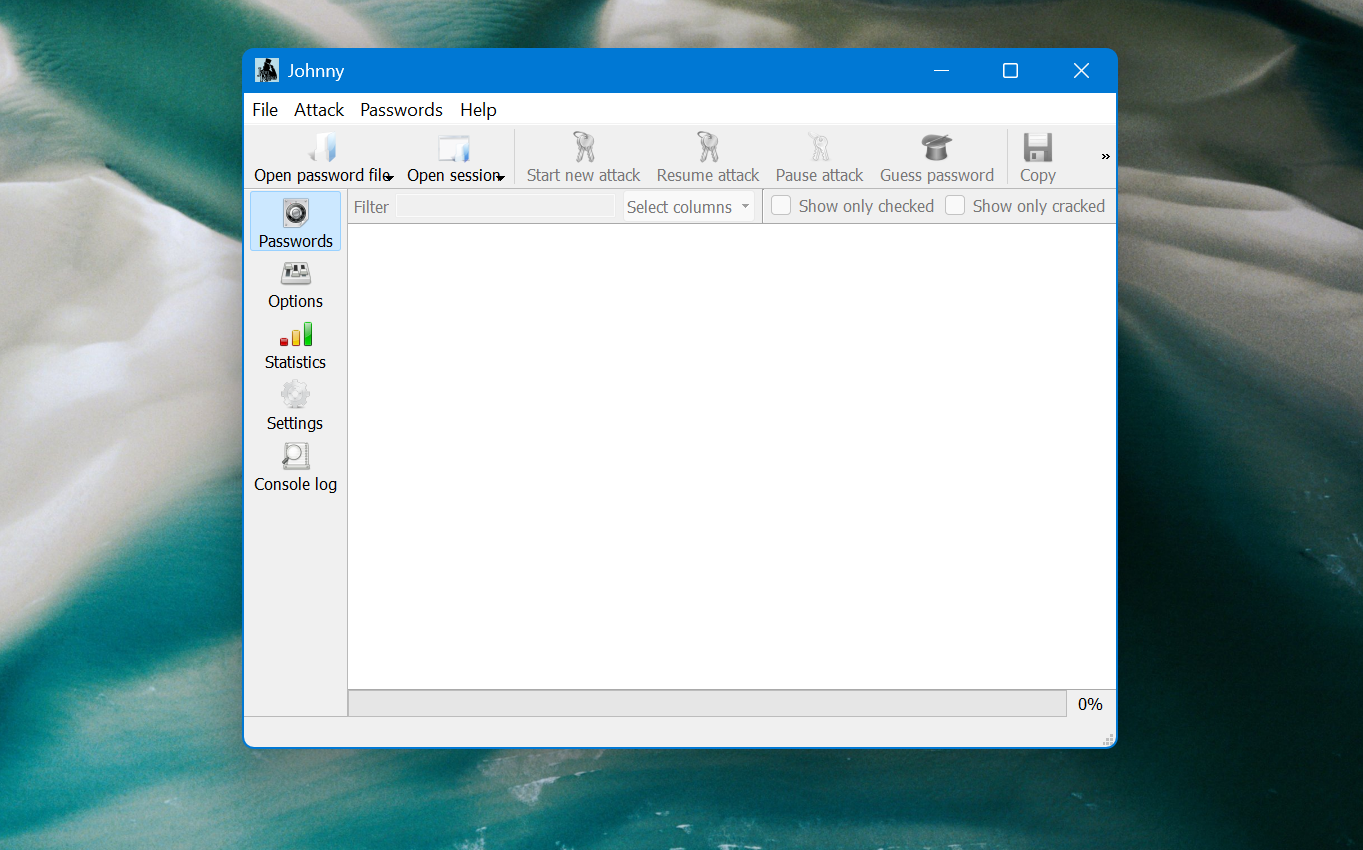 Johnny
File Attack Passwords Help
Open password file Open session Start new attack Resume attack Pause attack Guess password Copy »
Passwords
Filter Select columns Show only checked Show only cracked
Options
Statistics
Settings
Console log
0%